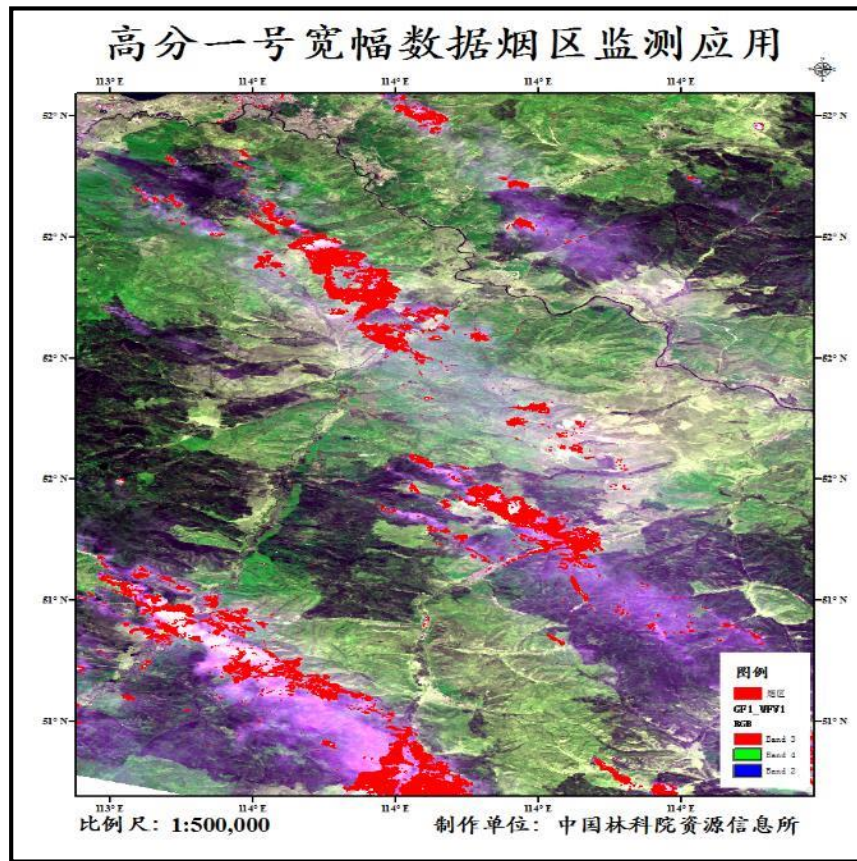 高分一号宽幅数据烟区监测应用
113° E 114° E 114° E 114° E 114° E
52° N 52° N
52° N 52° N
52° N 52° N
52° N 52° N
51° N 51° N
51° N 51° N
图例
烟区
GF1_WFV1
RGB
Band 3
Band 4
Band 2
113° E 114° E 114° E 114° E 114° E
比例尺: 1:500,000 制作单位: 中国林科院资源信息所